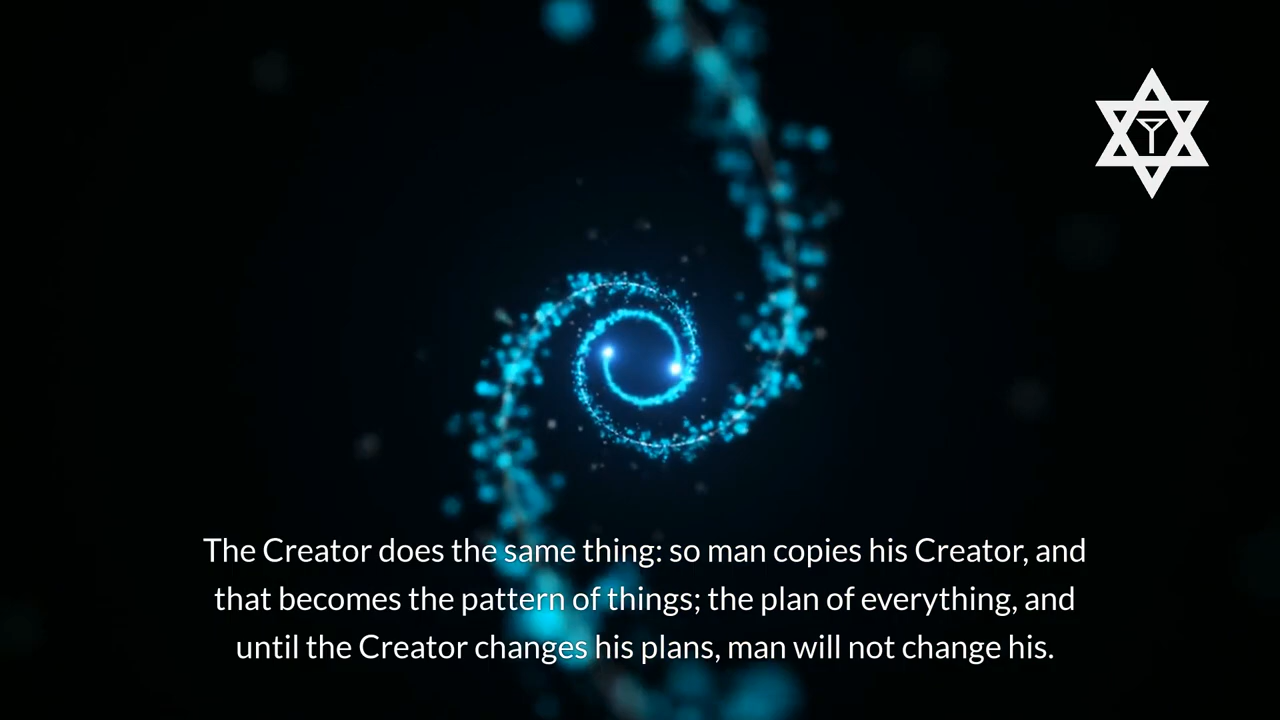 The Creator does the same thing: so man copies his Creator, and
that becomes the pattern of things; the plan of everything, and
until the Creator changes his plans, man will not change his.